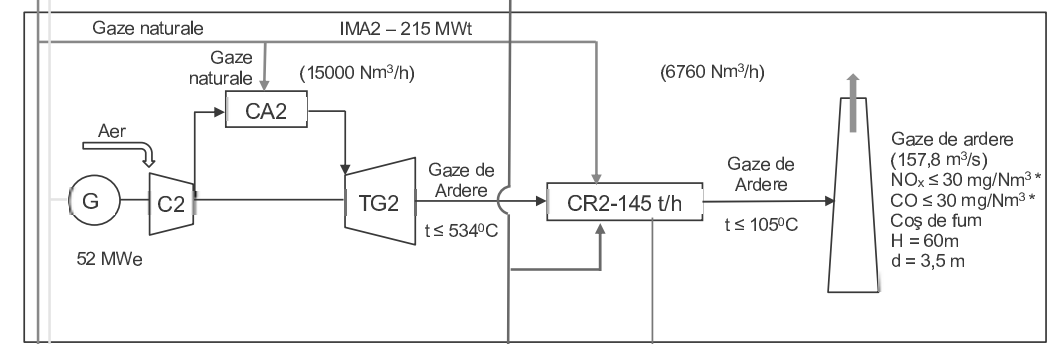 Gaze naturale
IMA2 – 215 MWt
Gaze
naturale
(15000 Nm³/h)
(6760 Nm³/h)
CA2
Aer
G
C2
TG2
Gaze de
Ardere
t ≤ 534⁰C
CR2-145 t/h
Gaze de
Ardere
t ≤ 105⁰C
52 MWe
Gaze de ardere
(157,8 m³/s)
NOₓ ≤ 30 mg/Nm³ *
CO ≤ 30 mg/Nm³ *
Coş de fum
H = 60m
d = 3,5 m